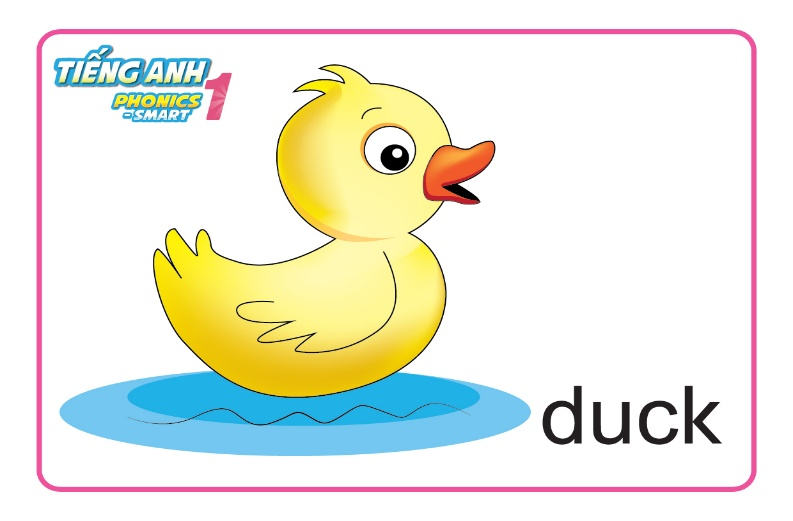 TIẾNG ANH 1
PHONICS
-SMART
duck